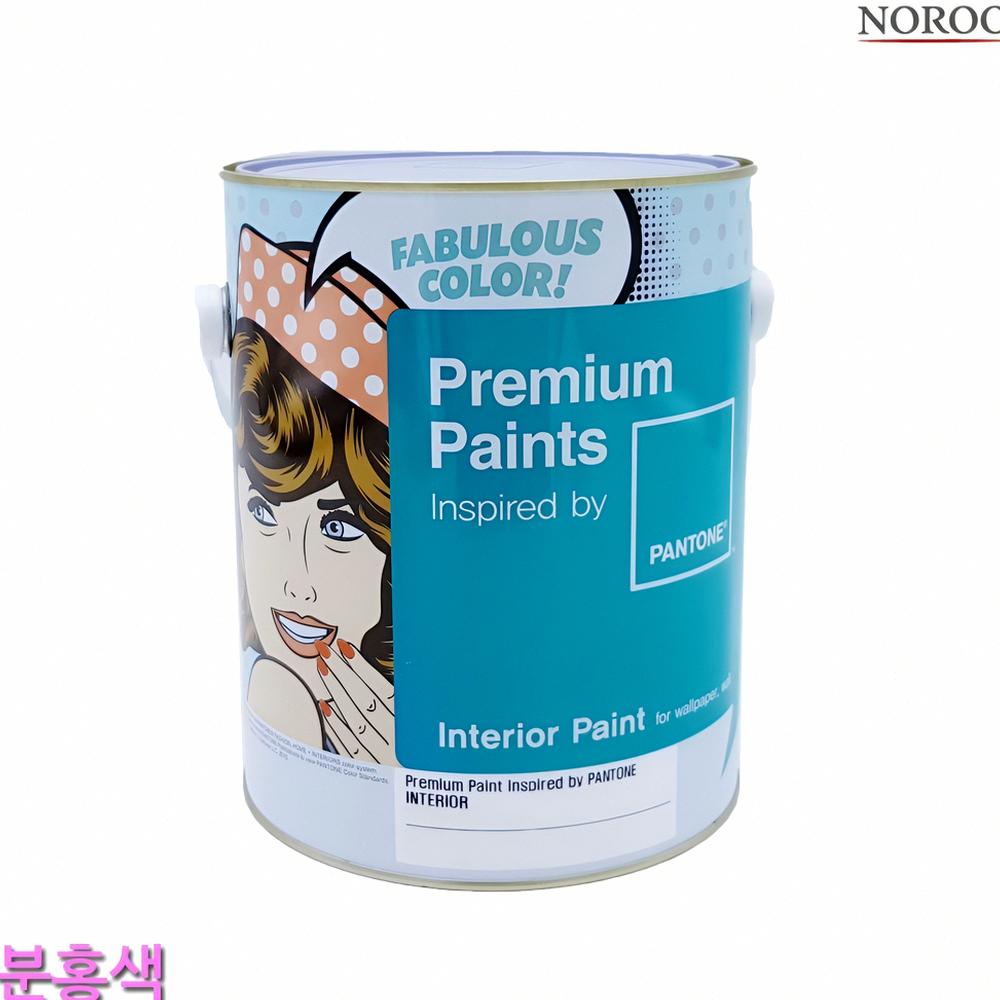 NOROO
FABULOUS
COLOR!
Premium
Paints
Inspired by
PANTONE®
Interior Paint for wallpaper, wall
Premium Paint Inspired by PANTONE
INTERIOR
분홍색